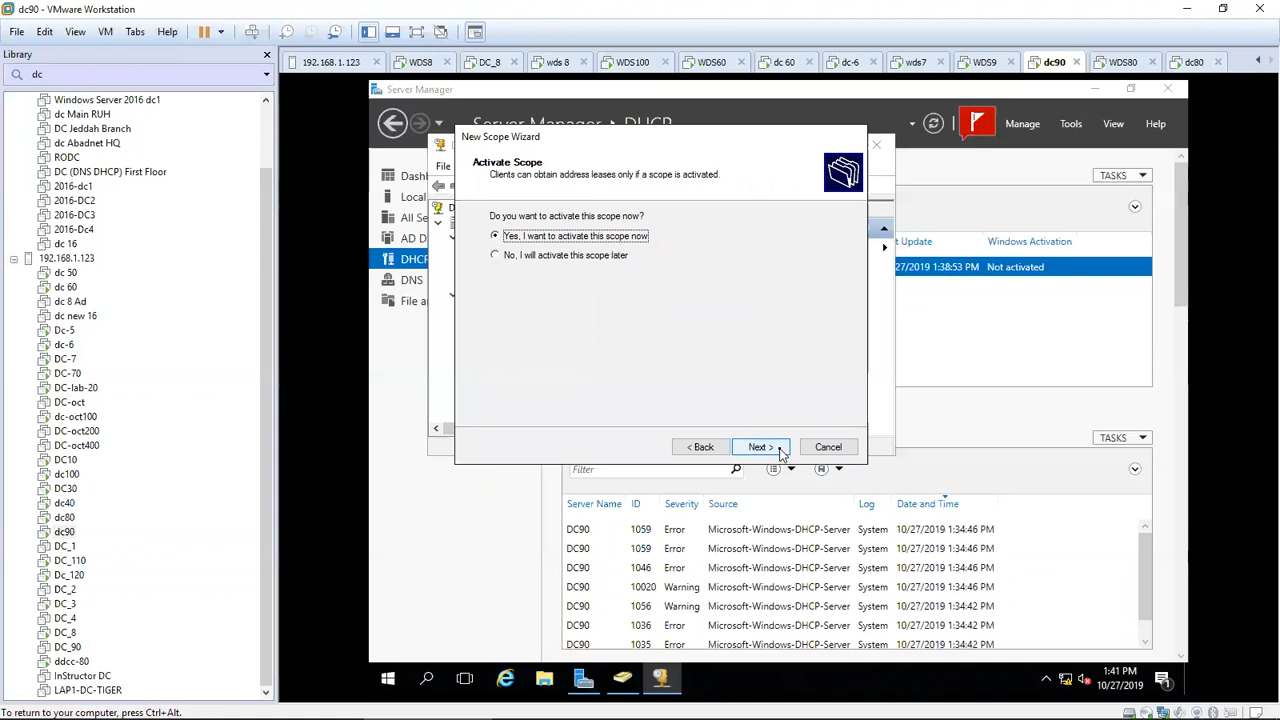 dc90 - VMware Workstation
File Edit View VM Tabs Help
Library
dc
Windows Server 2016 dc1
dc Main RUH
DC Jeddah Branch
dc Abadnet HQ
RODC
DC (DNS DHCP) First Floor
2016-dc1
2016-DC2
2016-DC3
2016-Dc4
dc 16
192.168.1.123
dc 50
dc 60
dc 8 Ad
dc new 16
Dc-5
dc-6
DC-7
DC-70
DC-lab-20
DC-oct
dc-oct100
DC-oct200
DC-oct400
DC10
dc100
DC30
dc40
dc80
dc90
DC_1
DC_110
Dc_120
DC_2
DC_3
DC_4
DC_8
DC_90
ddcc-80
InStructor DC
LAP1-DC-TIGER
192.168.1.123 WDS8 DC_8 wds 8 WDS100 WDS60 dc 60 dc-6 wds7 WDS9 dc90 WDS80 dc80
Server Manager
Manage Tools View Help
File
DHCP
DNS
TASKS
Update Windows Activation
27/2019 1:38:53 PM Not activated
New Scope Wizard
Activate Scope
Clients can obtain address leases only if a scope is activated.
Do you want to activate this scope now?
Yes, I want to activate this scope now
No, I will activate this scope later
< Back Next > Cancel
TASKS
Filter
Server Name ID Severity Source Log Date and Time
DC90 1059 Error Microsoft-Windows-DHCP-Server System 10/27/2019 1:34:46 PM
DC90 1059 Error Microsoft-Windows-DHCP-Server System 10/27/2019 1:34:46 PM
DC90 1046 Error Microsoft-Windows-DHCP-Server System 10/27/2019 1:34:46 PM
DC90 10020 Warning Microsoft-Windows-DHCP-Server System 10/27/2019 1:34:42 PM
DC90 1056 Warning Microsoft-Windows-DHCP-Server System 10/27/2019 1:34:42 PM
DC90 1036 Error Microsoft-Windows-DHCP-Server System 10/27/2019 1:34:42 PM
DC90 1035 Error Microsoft-Windows-DHCP-Server System 10/27/2019 1:34:42 PM
1:41 PM
10/27/2019
1
To return to your computer, press Ctrl+Alt.